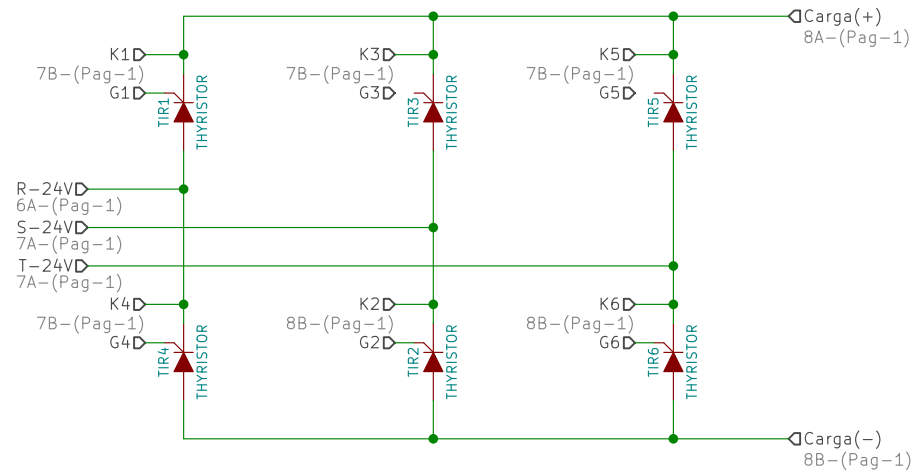 Carga(+)
8A-(Pag-1)
K1
7B-(Pag-1)
G1
TIR1
THYRISTOR
K3
7B-(Pag-1)
G3
TIR3
THYRISTOR
K5
7B-(Pag-1)
G5
TIR5
THYRISTOR
R-24V
6A-(Pag-1)
S-24V
7A-(Pag-1)
T-24V
7A-(Pag-1)
K4
7B-(Pag-1)
G4
TIR4
THYRISTOR
K2
8B-(Pag-1)
G2
TIR2
THYRISTOR
K6
8B-(Pag-1)
G6
TIR6
THYRISTOR
Carga(-)
8B-(Pag-1)